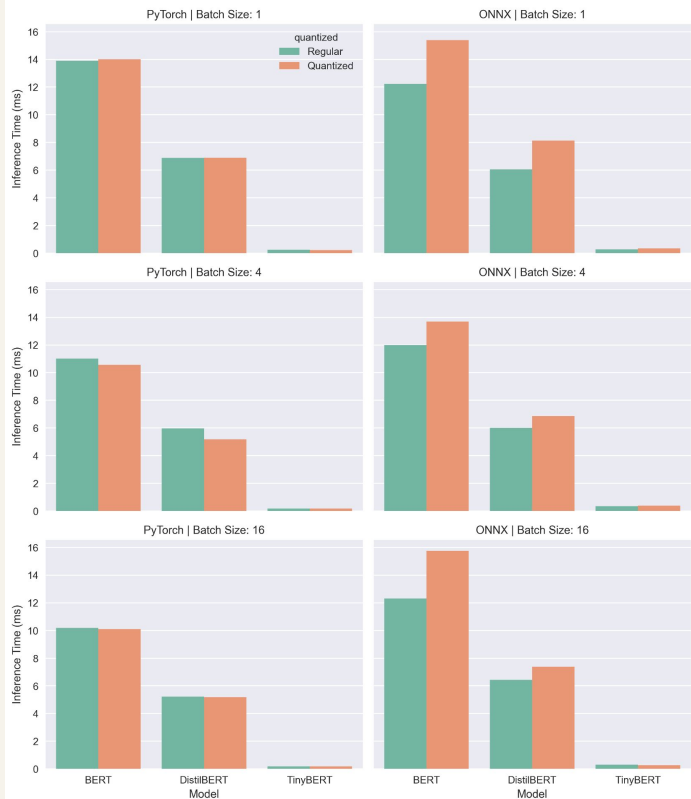 PyTorch | Batch Size: 1
ONNX | Batch Size: 1
Inference Time (ms)
16
14
12
10
8
6
4
2
0
quantized
Regular
Quantized
PyTorch | Batch Size: 4
ONNX | Batch Size: 4
Inference Time (ms)
16
14
12
10
8
6
4
2
0
PyTorch | Batch Size: 16
ONNX | Batch Size: 16
Inference Time (ms)
16
14
12
10
8
6
4
2
0
BERT DistilBERT TinyBERT
Model
BERT DistilBERT TinyBERT
Model